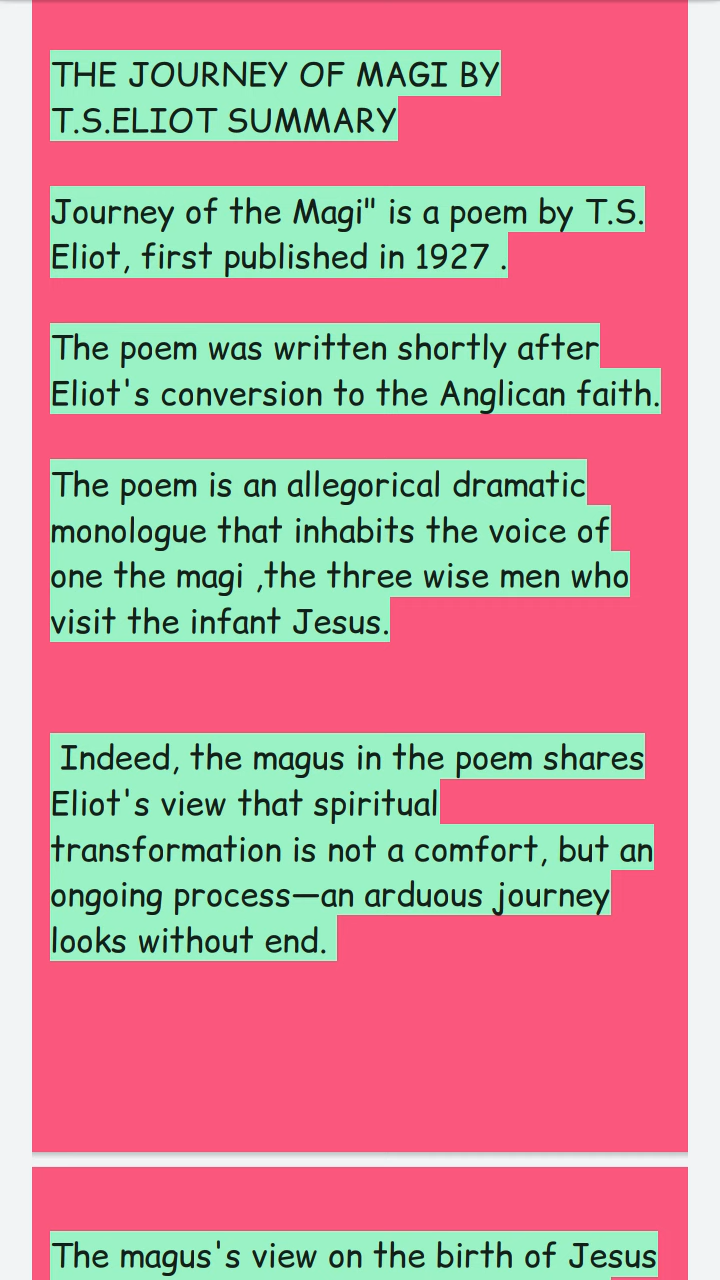 THE JOURNEY OF MAGI BY
T.S.ELIOT SUMMARY
Journey of the Magi" is a poem by T.S.
Eliot, first published in 1927 .
The poem was written shortly after
Eliot's conversion to the Anglican faith.
The poem is an allegorical dramatic
monologue that inhabits the voice of
one the magi ,the three wise men who
visit the infant Jesus.
Indeed, the magus in the poem shares
Eliot's view that spiritual
transformation is not a comfort, but an
ongoing process—an arduous journey
looks without end.
The magus's view on the birth of Jesus